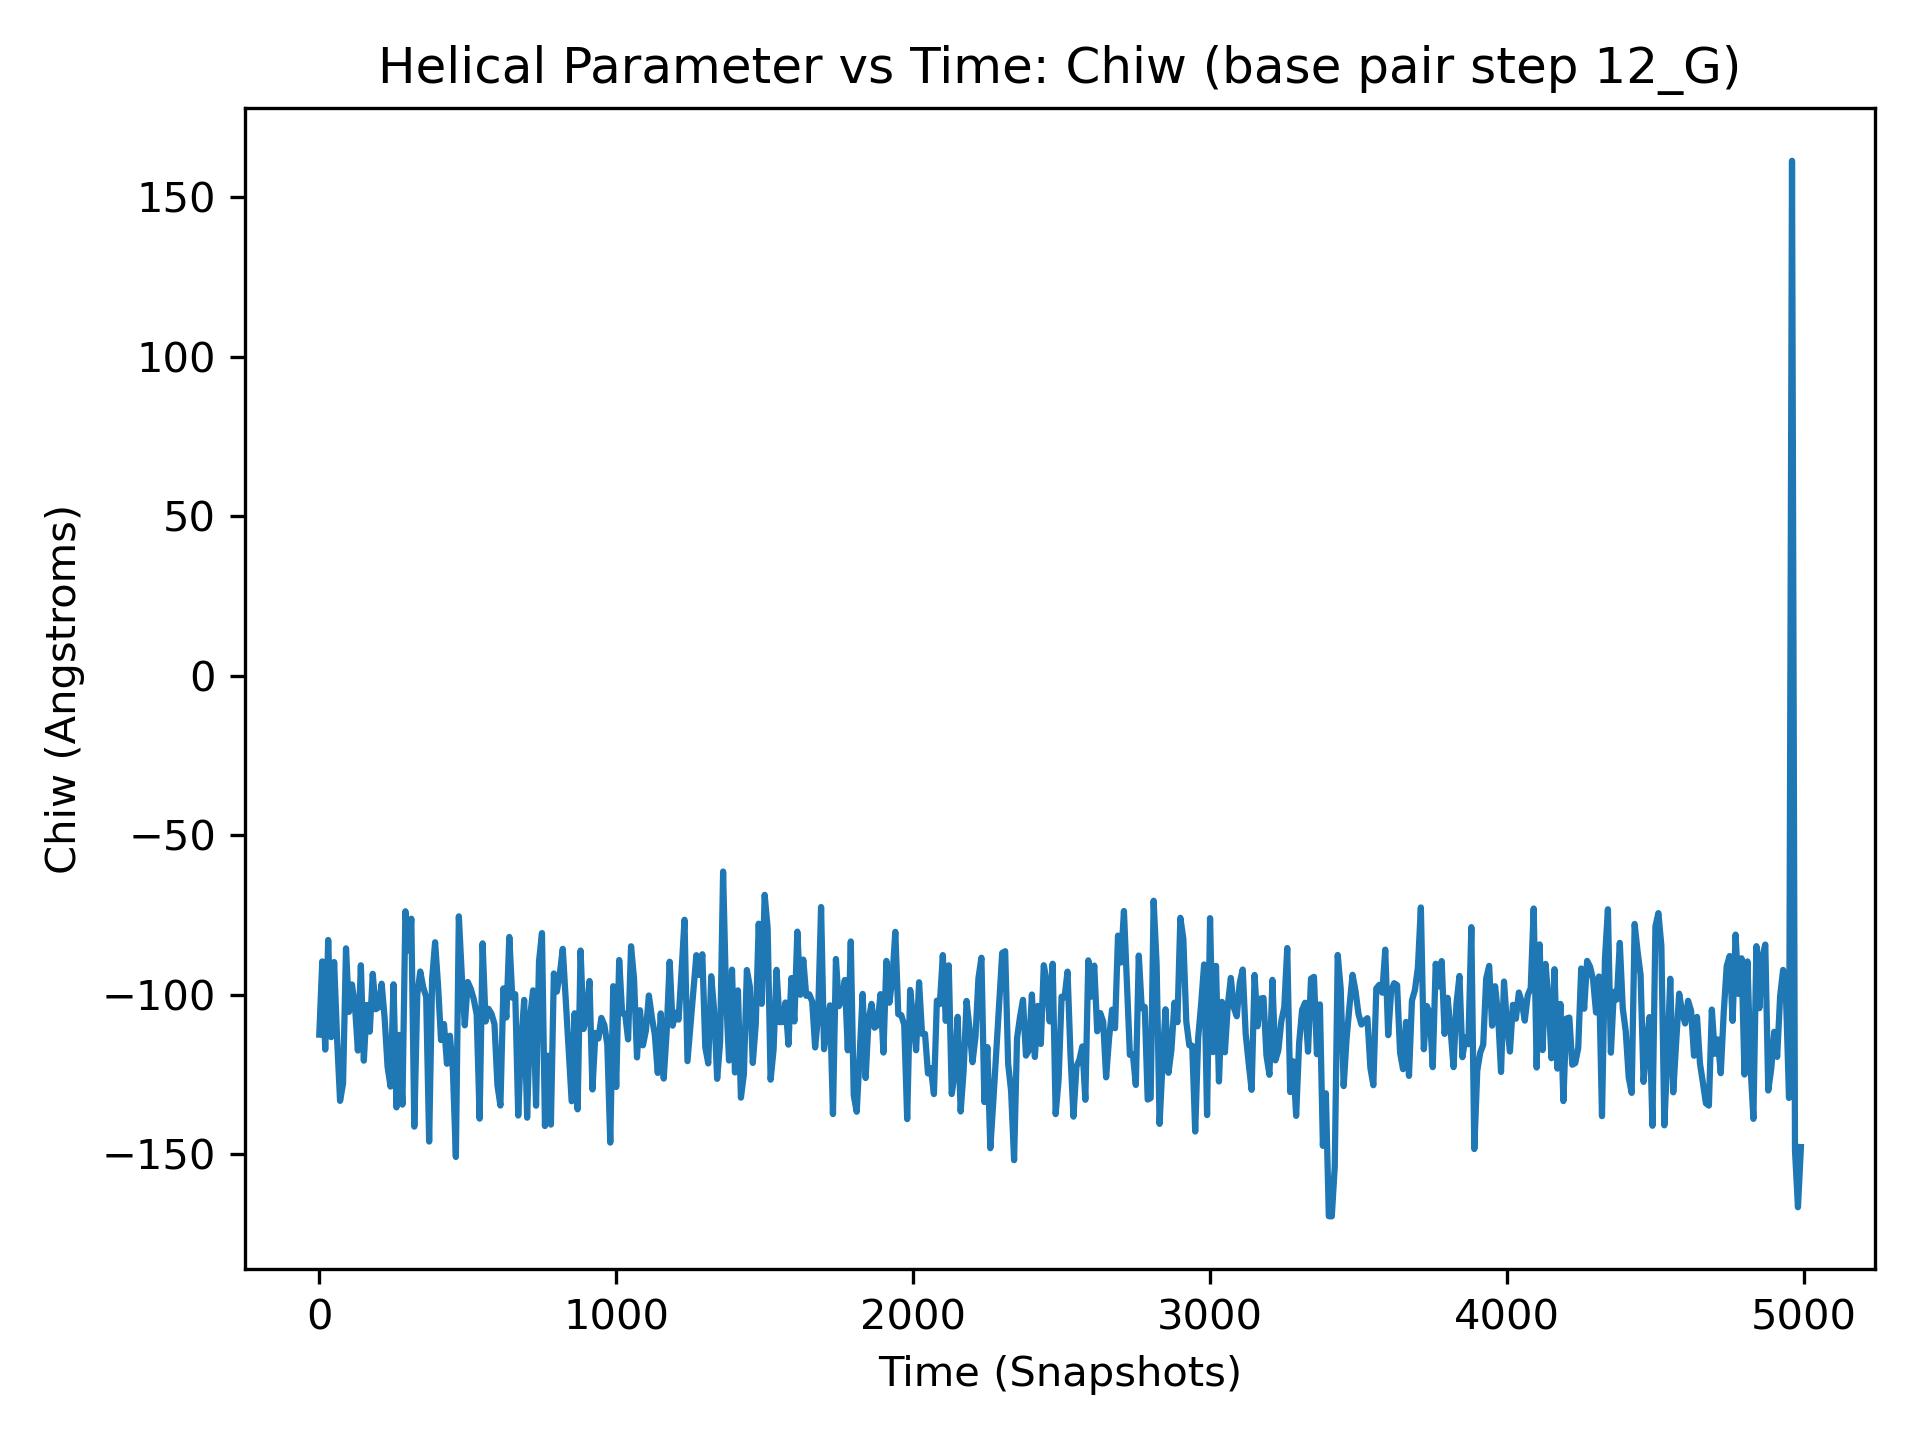 Helical Parameter vs Time: Chiw (base pair step 12_G)
150
100
50
0
−50
−100
−150
Chiw (Angstroms)
0 1000 2000 3000 4000 5000
Time (Snapshots)